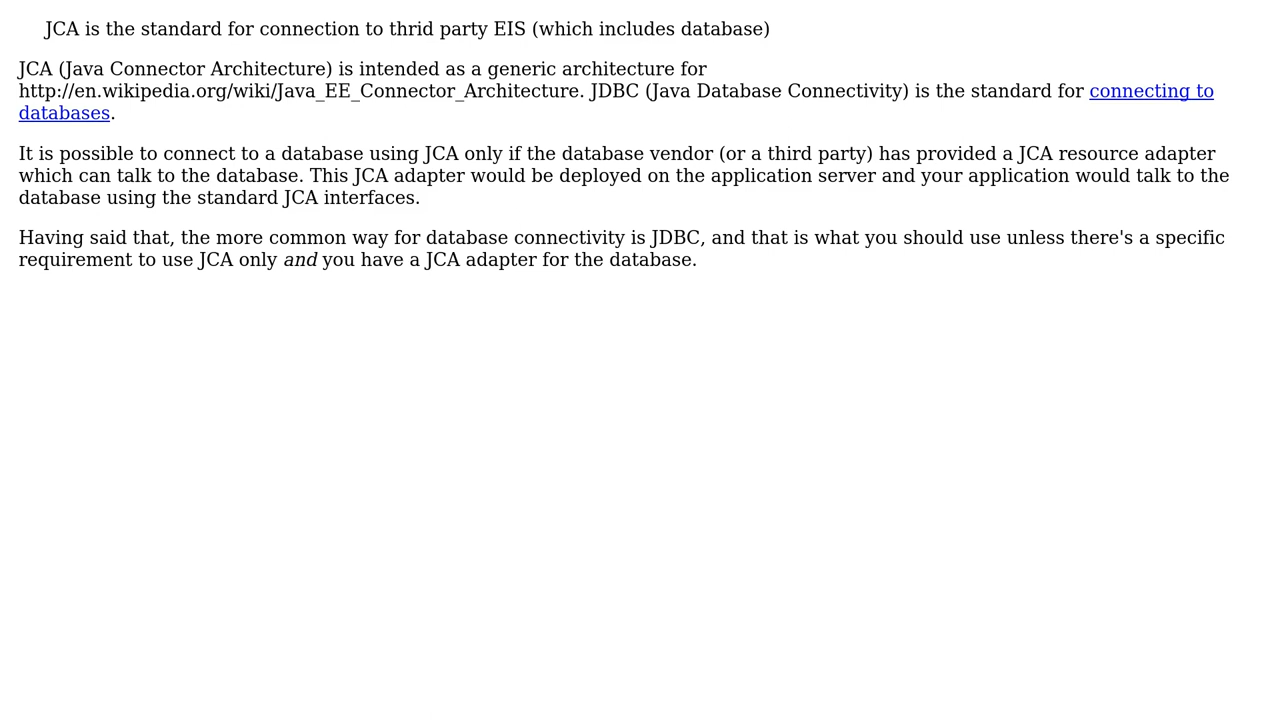 JCA is the standard for connection to thrid party EIS (which includes database)
JCA (Java Connector Architecture) is intended as a generic architecture for
http://en.wikipedia.org/wiki/Java_EE_Connector_Architecture. JDBC (Java Database Connectivity) is the standard for connecting to
databases.
It is possible to connect to a database using JCA only if the database vendor (or a third party) has provided a JCA resource adapter
which can talk to the database. This JCA adapter would be deployed on the application server and your application would talk to the
database using the standard JCA interfaces.
Having said that, the more common way for database connectivity is JDBC, and that is what you should use unless there's a specific
requirement to use JCA only and you have a JCA adapter for the database.